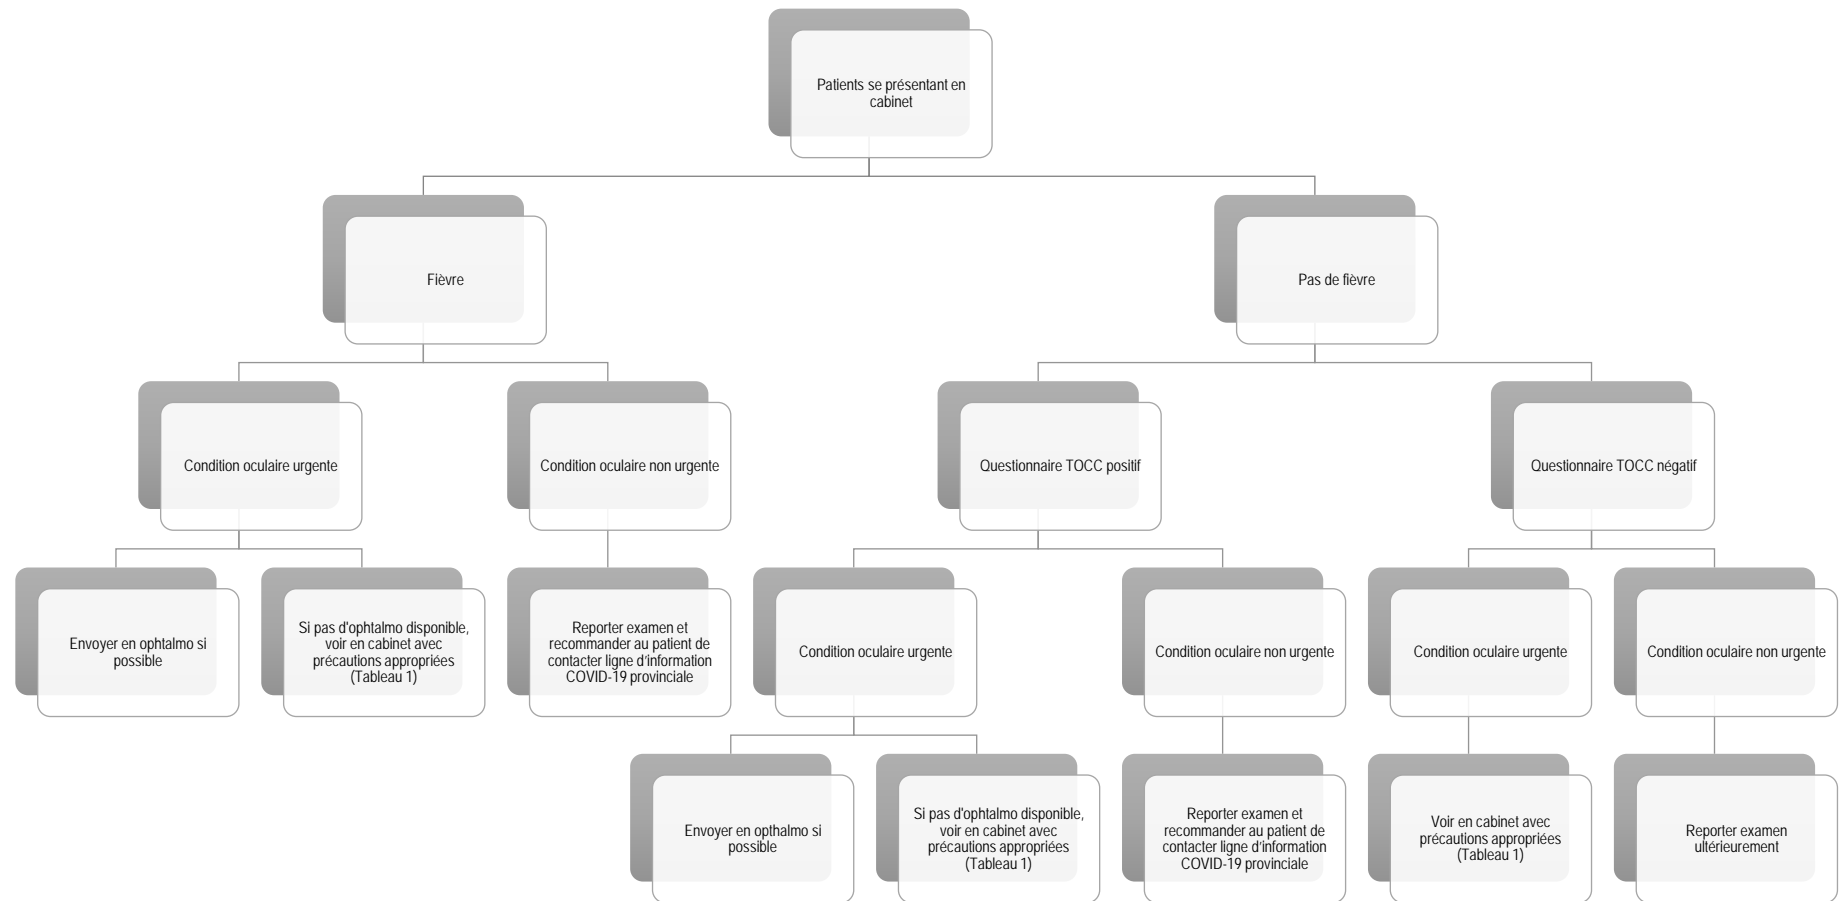 Patients se présentant en
cabinet
Fièvre
Pas de fièvre
Condition oculaire urgente
Condition oculaire non urgente
Questionnaire TOCC positif
Questionnaire TOCC négatif
Envoyer en ophtalmo si
possible
Si pas d'ophtalmo disponible,
voir en cabinet avec
précautions appropriées
(Tableau 1)
Reporter examen et
recommander au patient de
contacter ligne d'information
COVID-19 provinciale
Condition oculaire urgente
Condition oculaire non urgente
Condition oculaire urgente
Condition oculaire non urgente
Envoyer en opthalmo si
possible
Si pas d'ophtalmo disponible,
voir en cabinet avec
précautions appropriées
(Tableau 1)
Reporter examen et
recommander au patient de
contacter ligne d'information
COVID-19 provinciale
Voir en cabinet avec
précautions appropriées
(Tableau 1)
Reporter examen
ultérieurement